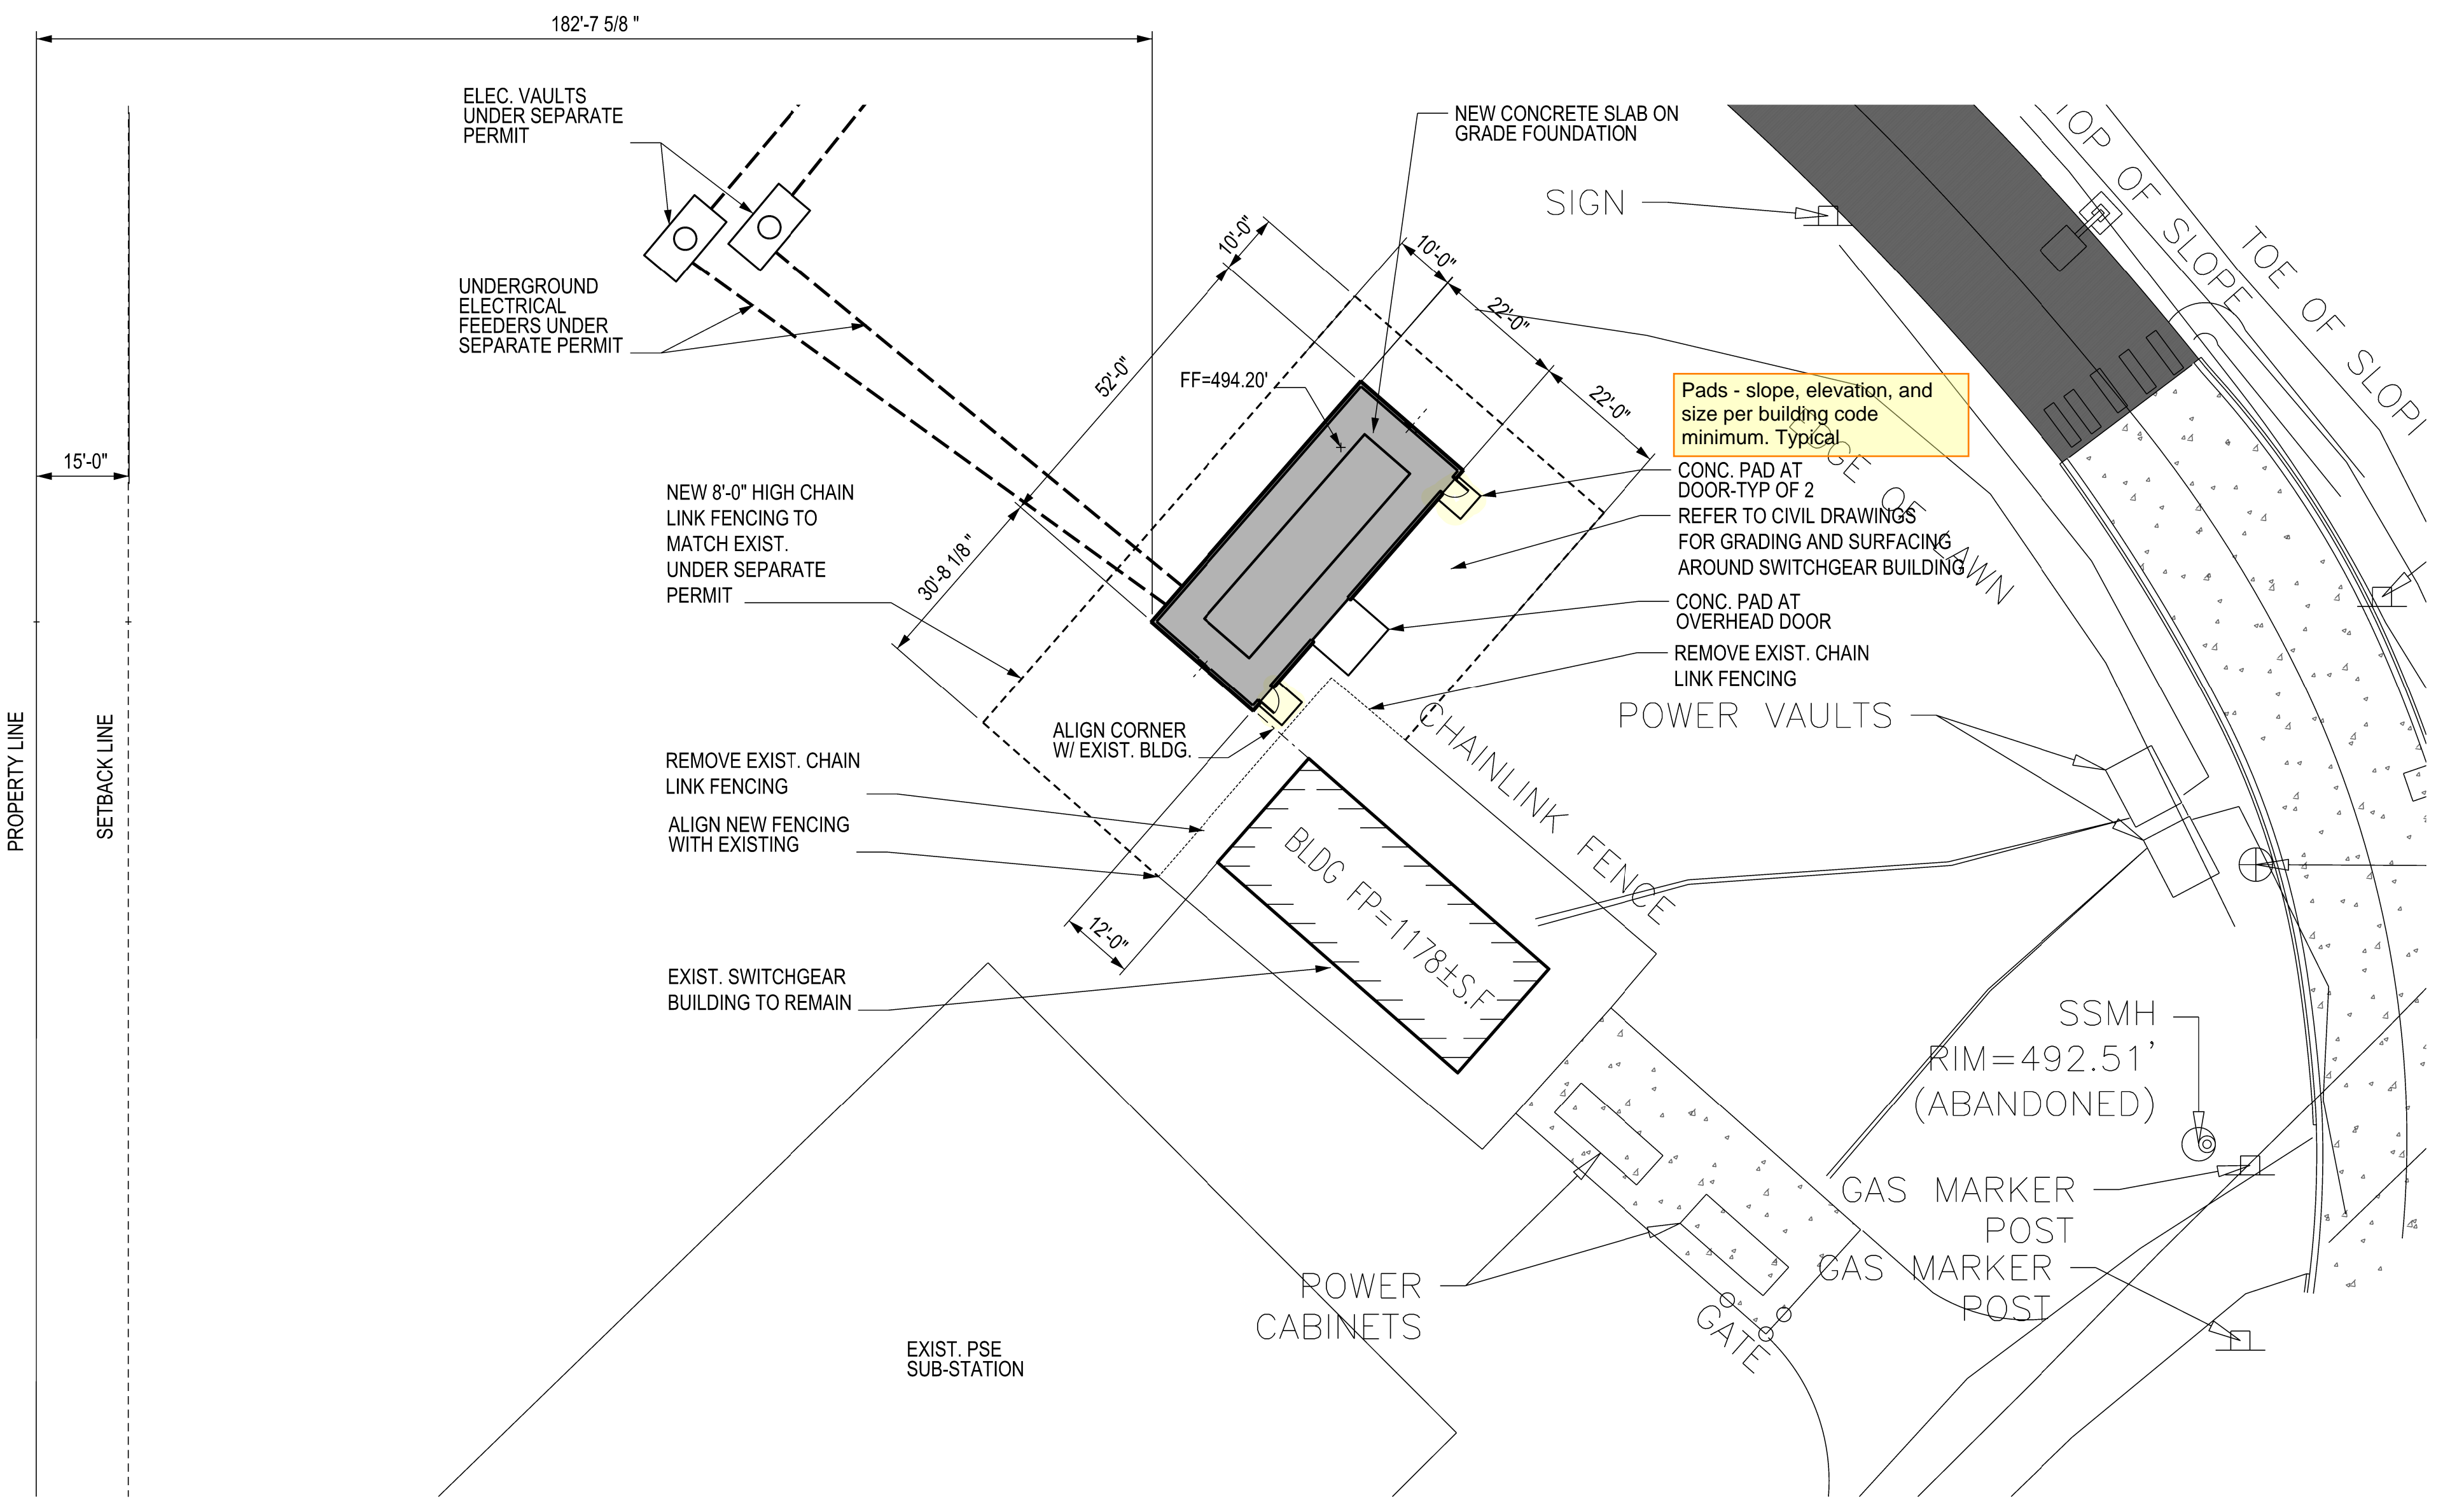 182'-7 5/8 "
ELEC. VAULTS
UNDER SEPARATE
PERMIT
NEW CONCRETE SLAB ON
GRADE FOUNDATION
TOP OF SLOPE
TOE OF SLOP
SIGN
10'-0"
10'-0"
22'-0"
22'-0"
UNDERGROUND
ELECTRICAL
FEEDERS UNDER
SEPARATE PERMIT
52'-0"
FF=494.20'
Pads - slope, elevation, and
size per building code
minimum. Typical
EDGE OF LAWN
15'-0"
CONC. PAD AT
DOOR-TYP OF 2
REFER TO CIVIL DRAWINGS
FOR GRADING AND SURFACING
AROUND SWITCHGEAR BUILDING
NEW 8'-0" HIGH CHAIN
LINK FENCING TO
MATCH EXIST.
UNDER SEPARATE
PERMIT
30'-8 1/8 "
CONC. PAD AT
OVERHEAD DOOR
REMOVE EXIST. CHAIN
LINK FENCING
POWER VAULTS
PROPERTY LINE
SETBACK LINE
ALIGN CORNER
W/ EXIST. BLDG.
CHAINLINK FENCE
REMOVE EXIST. CHAIN
LINK FENCING
ALIGN NEW FENCING
WITH EXISTING
BLDG FP=1178±S.F
12'-0"
EXIST. SWITCHGEAR
BUILDING TO REMAIN
SSMH
RIM=492.51'
(ABANDONED)
GAS MARKER
POST
GAS MARKER
POST
POWER
CABINETS
GATE
EXIST. PSE
SUB-STATION